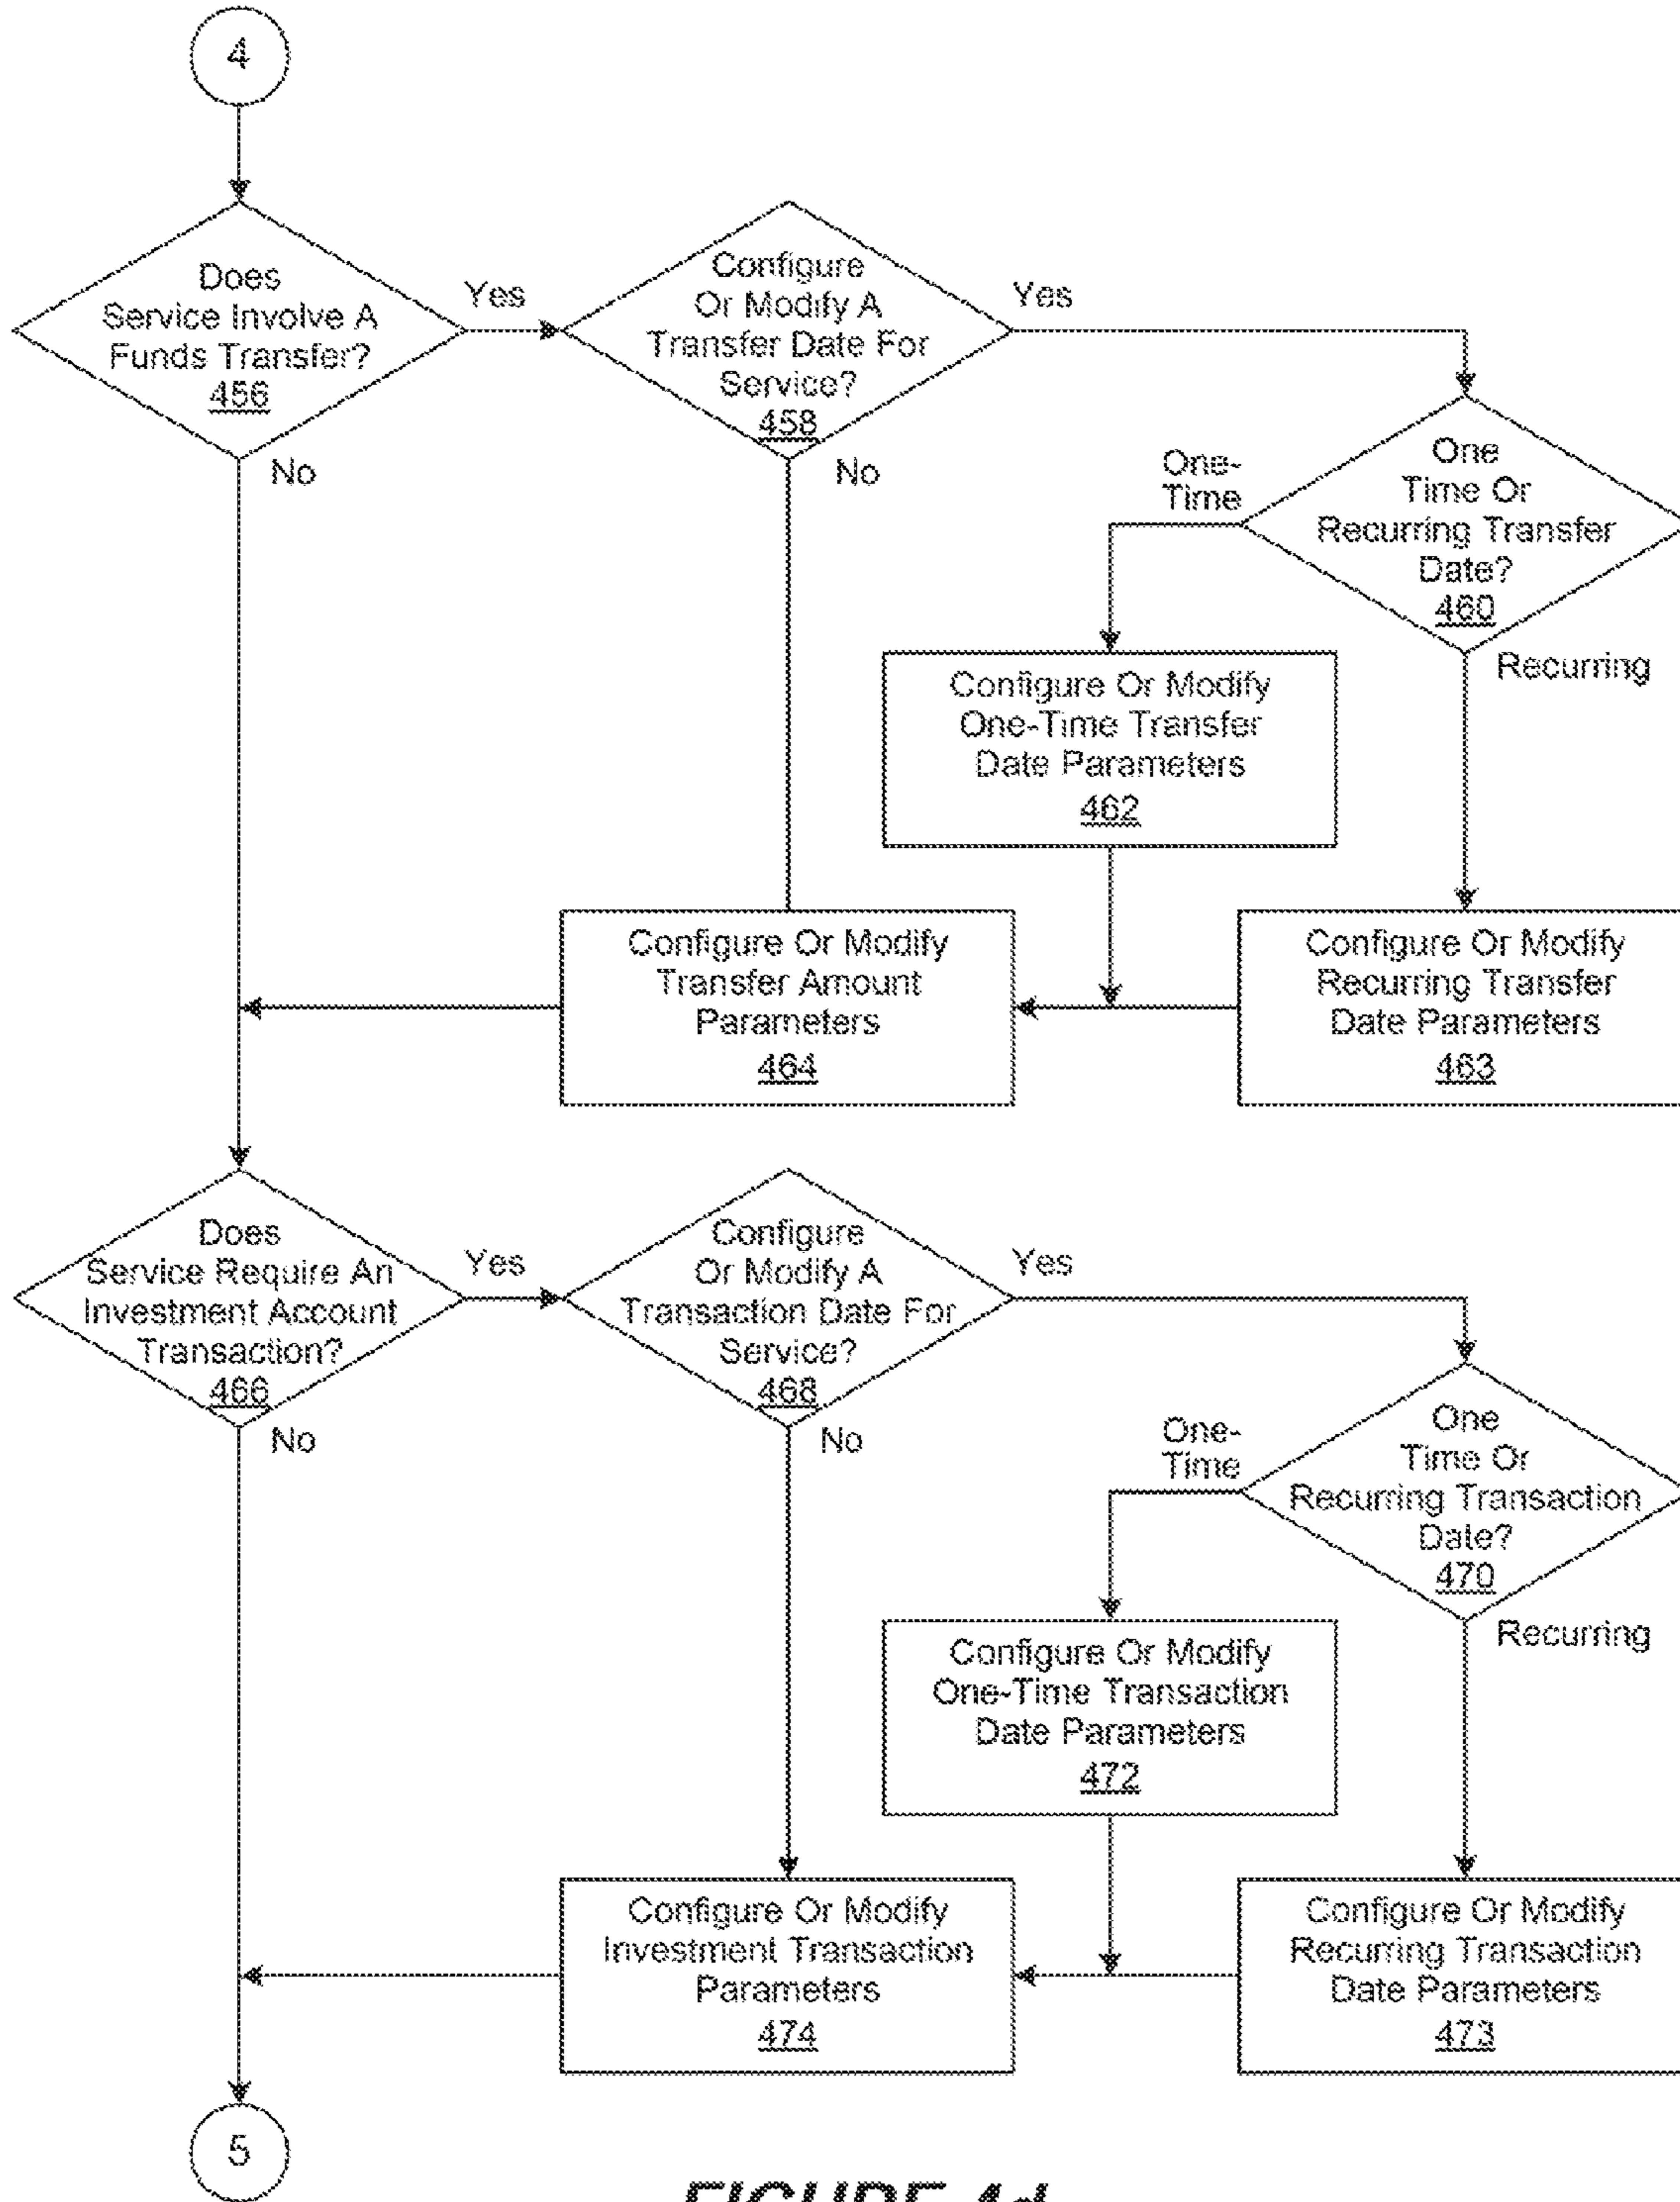 4
Does
Service Involve A
Funds Transfer?
456
Yes
No
Configure
Or Modify A
Transfer Date For
Service?
458
Yes
No
One
Time Or
Recurring Transfer
Date?
460
One-
Time
Recurring
Configure Or Modify
One-Time Transfer
Date Parameters
462
Configure Or Modify
Transfer Amount
Parameters
464
Configure Or Modify
Recurring Transfer
Date Parameters
463
Does
Service Require An
Investment Account
Transaction?
466
Yes
No
Configure
Or Modify A
Transaction Date For
Service?
468
Yes
No
One
Time Or
Recurring Transaction
Date?
470
One-
Time
Recurring
Configure Or Modify
One-Time Transaction
Date Parameters
472
Configure Or Modify
Investment Transaction
Parameters
474
Configure Or Modify
Recurring Transaction
Date Parameters
473
5
FIGURE 4d